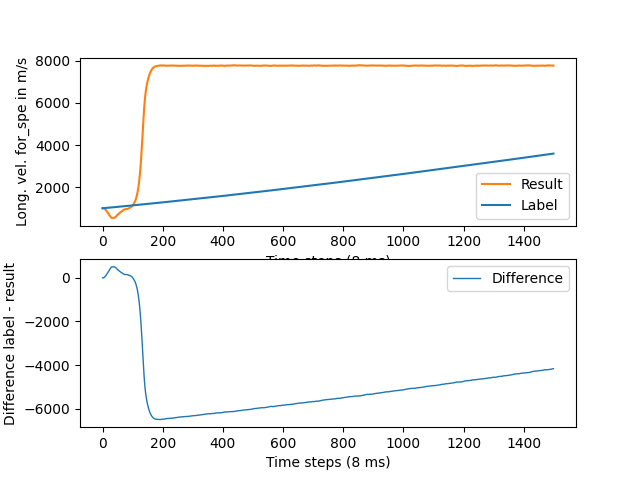 Long. vel. for_spe in m/s
8000
6000
4000
2000
Result
Label
0 200 400 600 800 1000 1200 1400
Time steps (8 ms)
Difference label - result
0
−2000
−4000
−6000
Difference
0 200 400 600 800 1000 1200 1400
Time steps (8 ms)